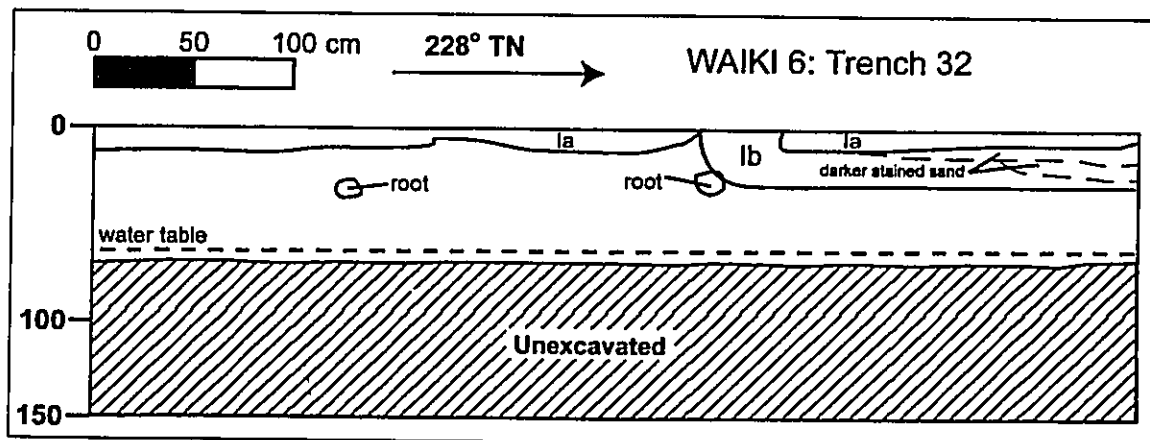 0 50 100 cm
228° TN
WAIKI 6: Trench 32
0
Ia
Ib
Ia
darker stained sand
root
root
water table
100
Unexcavated
150